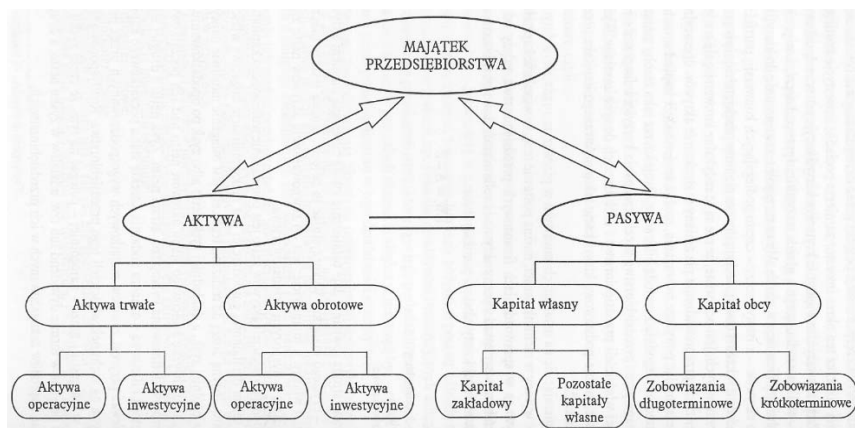 MAJĄTEK
PRZEDSIĘBIORSTWA
AKTYWA
PASYWA
Aktywa trwałe
Aktywa obrotowe
Kapitał własny
Kapitał obcy
Aktywa
operacyjne
Aktywa
inwestycyjne
Aktywa
operacyjne
Aktywa
inwestycyjne
Kapitał
zakładowy
Pozostałe
kapitały
własne
Zobowiązania
długoterminowe
Zobowiązania
krótkoterminowe